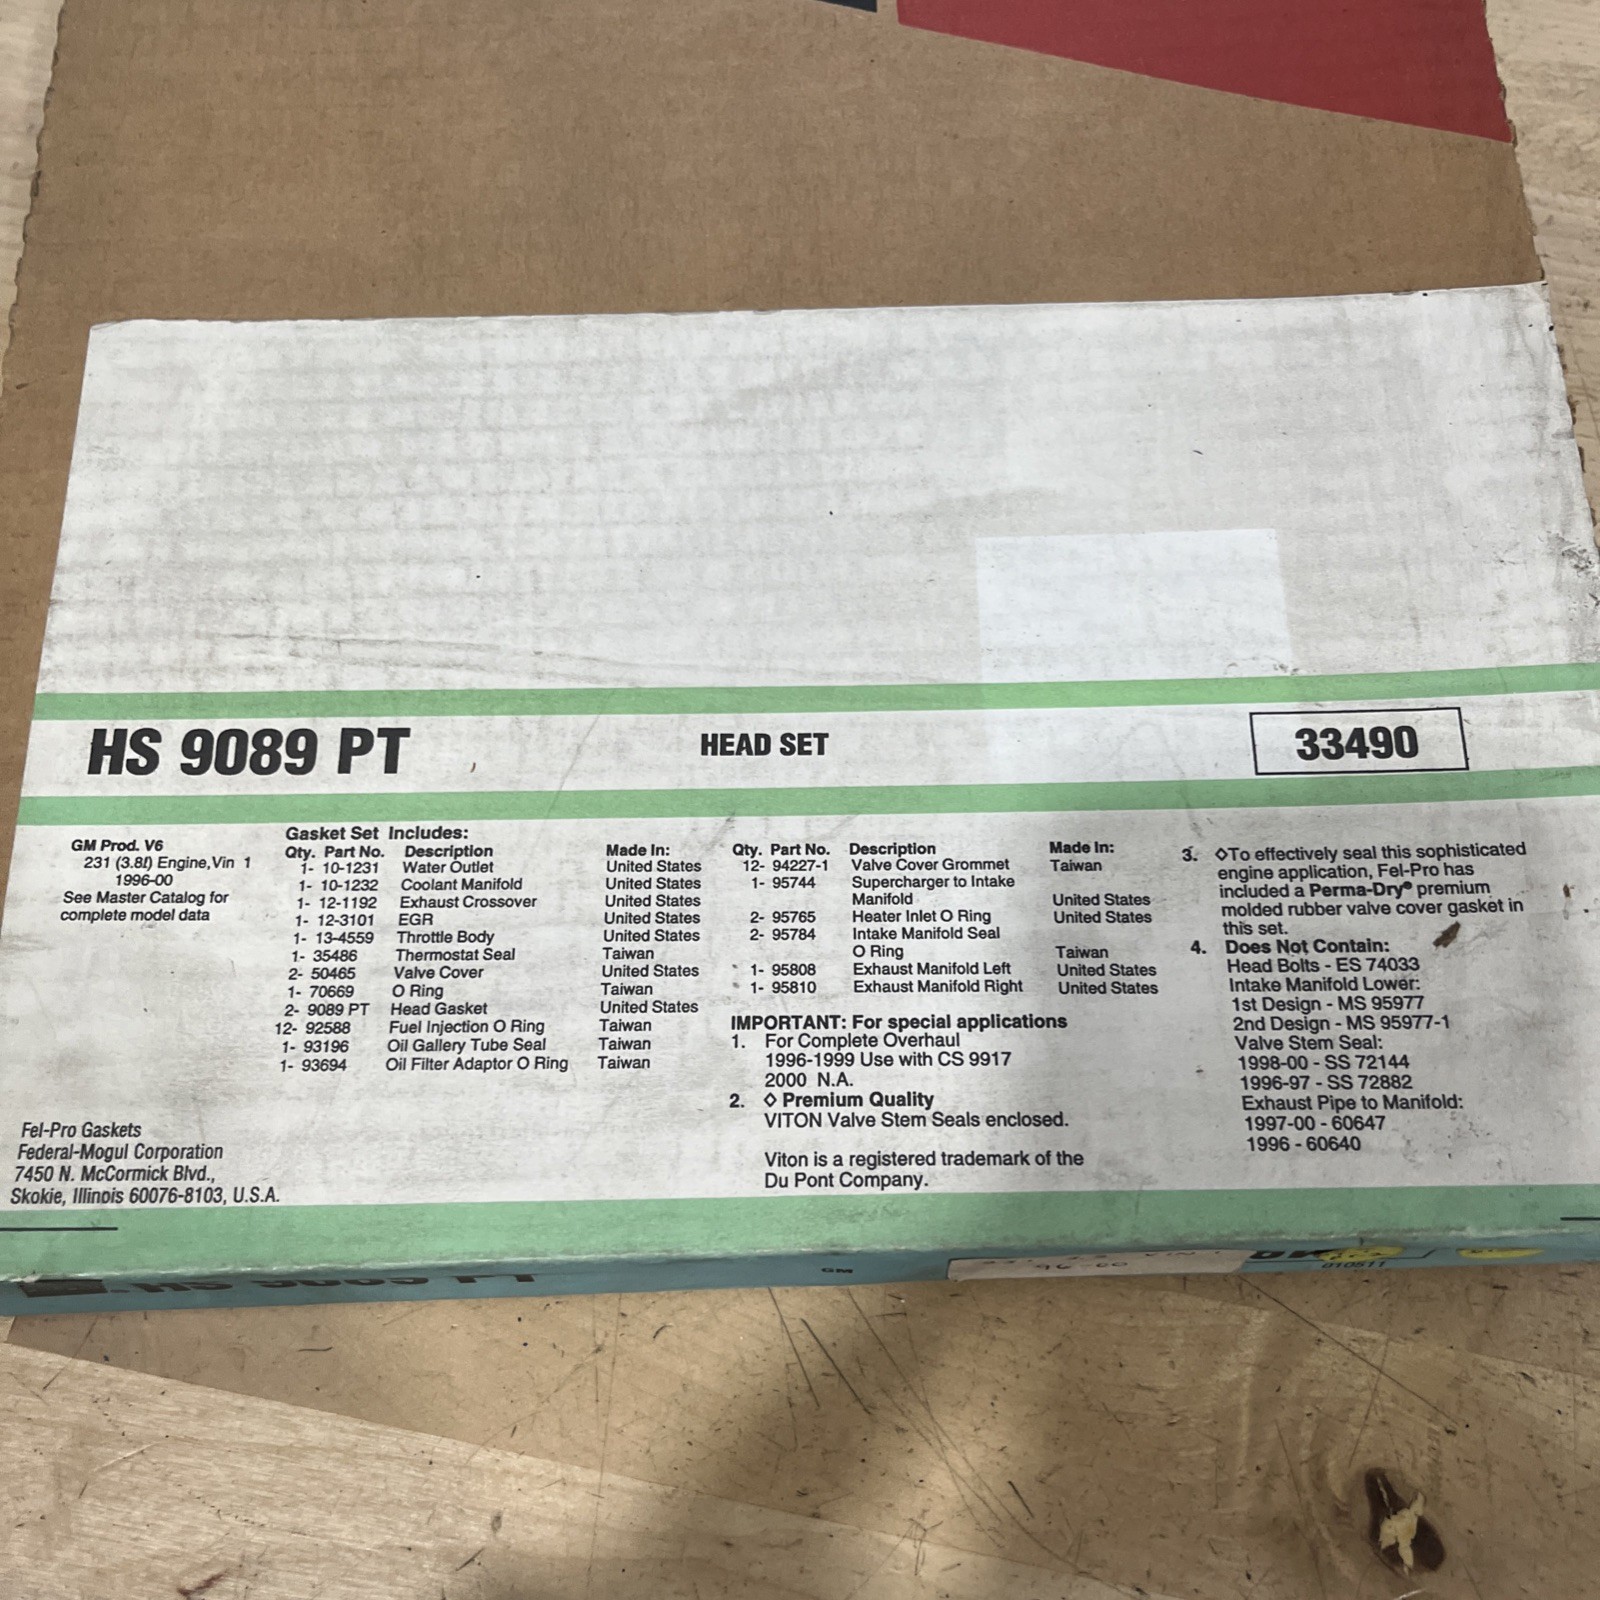 HS 9089 PT
HEAD SET
33490
GM Prod. V6
231 (3.8l) Engine,Vin 1
1996-00
See Master Catalog for
complete model data
Gasket Set Includes:
Qty. Part No. Description Made In:
1- 10-1231 Water Outlet United States
1- 10-1232 Coolant Manifold United States
1- 12-1192 Exhaust Crossover United States
1- 12-3101 EGR United States
1- 13-4559 Throttle Body United States
1- 35486 Thermostat Seal Taiwan
2- 50465 Valve Cover United States
1- 70669 O Ring Taiwan
2- 9089 PT Head Gasket United States
12- 92588 Fuel Injection O Ring Taiwan
1- 93196 Oil Gallery Tube Seal Taiwan
1- 93694 Oil Filter Adaptor O Ring Taiwan
Qty. Part No. Description Made In:
12- 94227-1 Valve Cover Grommet Taiwan
1- 95744 Supercharger to Intake
Manifold United States
2- 95765 Heater Inlet O Ring United States
2- 95784 Intake Manifold Seal
O Ring Taiwan
1- 95808 Exhaust Manifold Left United States
1- 95810 Exhaust Manifold Right United States
IMPORTANT: For special applications
1. For Complete Overhaul
1996-1999 Use with CS 9917
2000 N.A.
2. ◇ Premium Quality
VITON Valve Stem Seals enclosed.
Viton is a registered trademark of the
Du Pont Company.
3. ◇To effectively seal this sophisticated
engine application, Fel-Pro has
included a Perma-Dry® premium
molded rubber valve cover gasket in
this set.
4. Does Not Contain:
Head Bolts - ES 74033
Intake Manifold Lower:
1st Design - MS 95977
2nd Design - MS 95977-1
Valve Stem Seal:
1998-00 - SS 72144
1996-97 - SS 72882
Exhaust Pipe to Manifold:
1997-00 - 60647
1996 - 60640
Fel-Pro Gaskets
Federal-Mogul Corporation
7450 N. McCormick Blvd.,
Skokie, Illinois 60076-8103, U.S.A.
HS 9089 PT
GM
96-00
010511